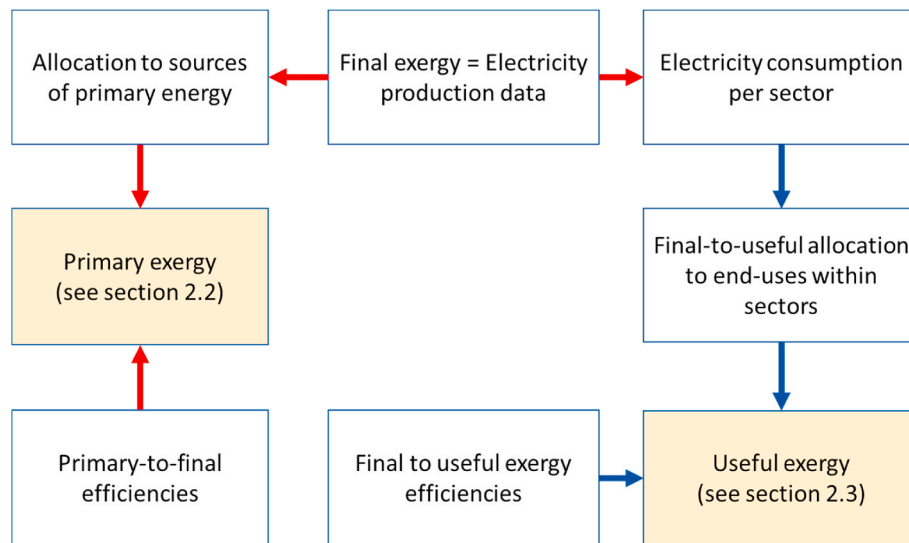 Allocation to sources
of primary energy
Final exergy = Electricity
production data
Electricity consumption
per sector
Primary exergy
(see section 2.2)
Final-to-useful allocation
to end-uses within
sectors
Primary-to-final
efficiencies
Final to useful exergy
efficiencies
Useful exergy
(see section 2.3)